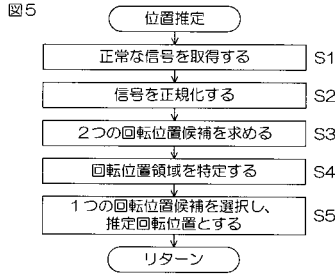 図5
位置推定
正常な信号を取得する S1
信号を正規化する S2
2つの回転位置候補を求める S3
回転位置領域を特定する S4
1つの回転位置候補を選択し、
推定回転位置とする S5
リターン